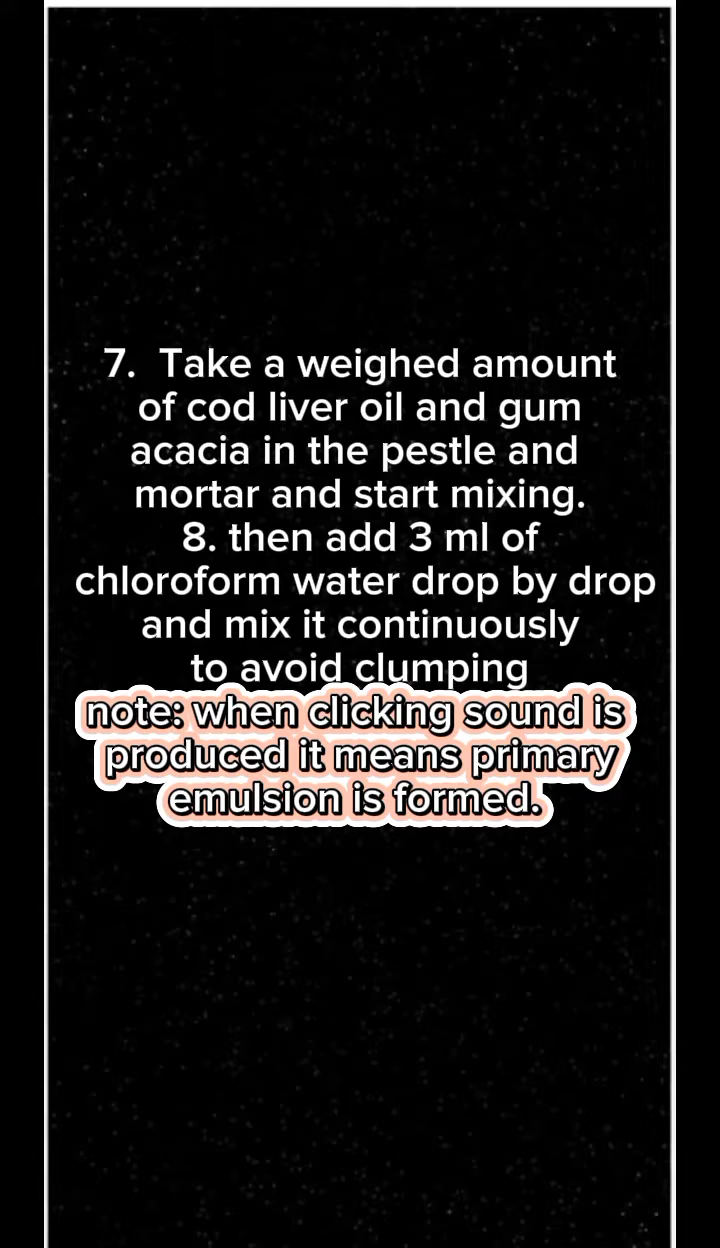 7.  Take a weighed amount
of cod liver oil and gum
acacia in the pestle and
mortar and start mixing.
8. then add 3 ml of
chloroform water drop by drop
and mix it continuously
to avoid clumping
note: when clicking sound is
produced it means primary
emulsion is formed.